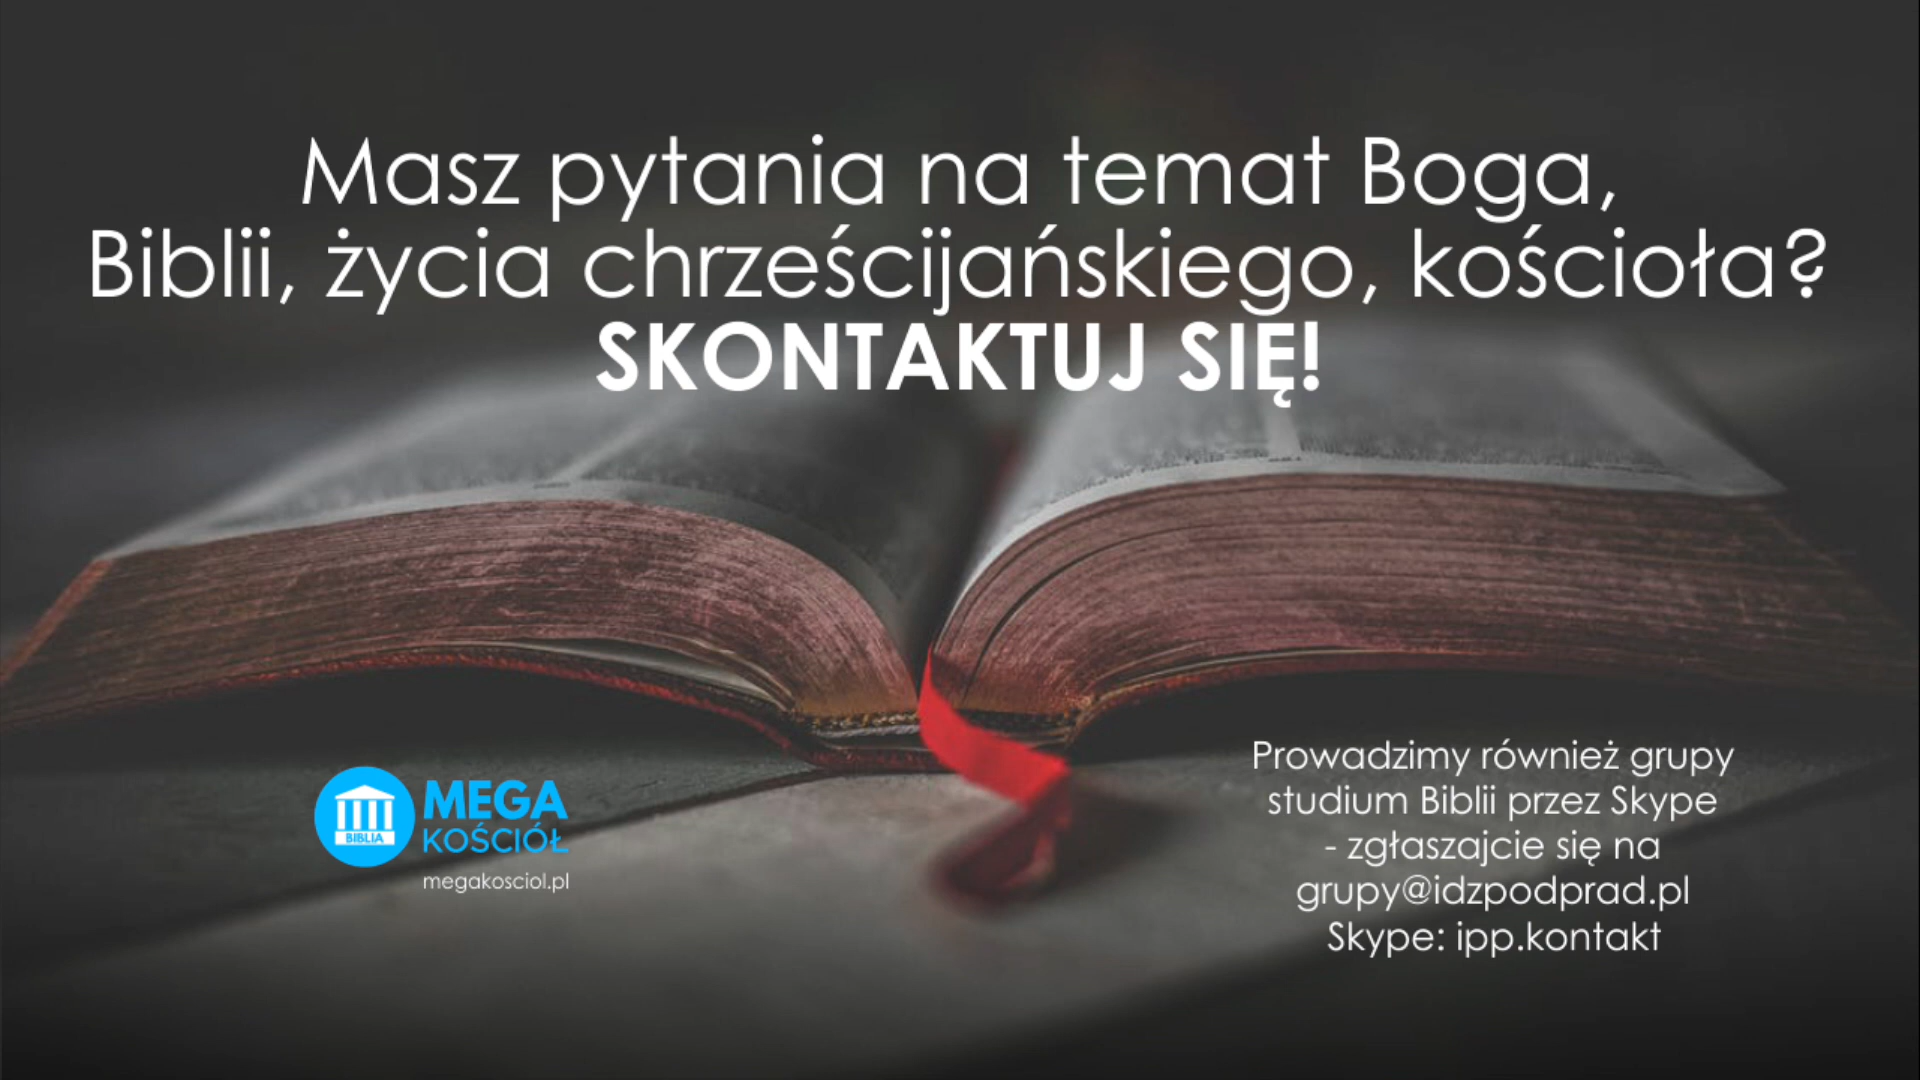 Masz pytania na temat Boga,
Biblii, życia chrześcijańskiego, kościoła?
SKONTAKTUJ SIĘ!
BIBLIA
MEGA
KOŚCIÓŁ
megakosciol.pl
Prowadzimy również grupy
studium Biblii przez Skype
- zgłaszajcie się na
grupy@idzpodprad.pl
Skype: ipp.kontakt